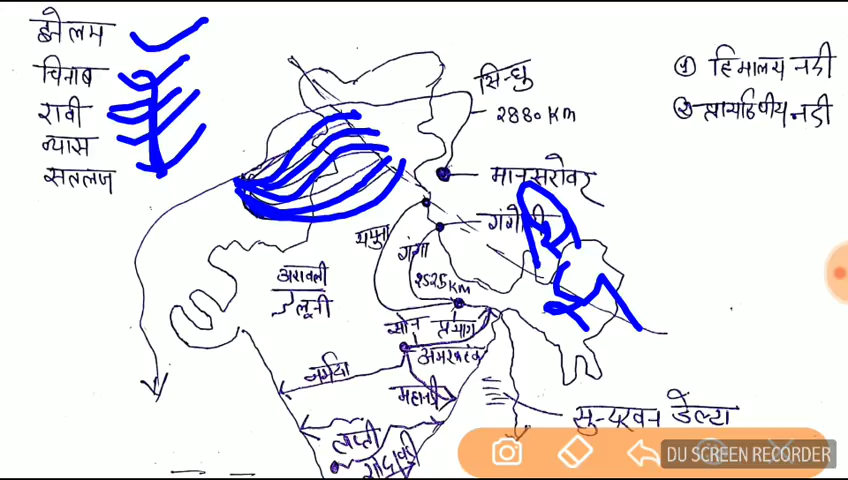 झेलम
चिनाब
रावी
व्यास
सतलज
सिन्धु
2880 KM
① हिमालय नदी
② प्रायद्वीपीय नदी
मानसरोवर
यमुना
गंगा
2525 KM
अरावली
लूनी
सोन
प्रयाग
अमरकंटक
नर्मदा
महानदी
सुन्दरवन डेल्टा
ताप्ती
गोदावरी
DU SCREEN RECORDER